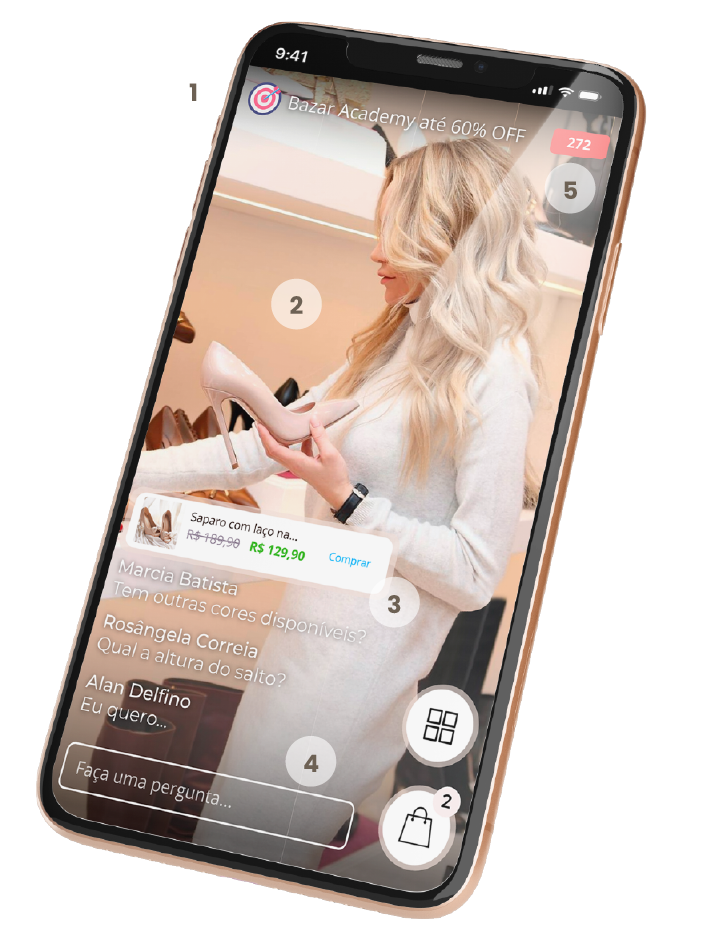 1
9:41
Bazar Academy até 60% OFF
272
5
2
Saparo com laço na...
R$ 189,90 R$ 129,90 Comprar
3
Marcia Batista
Tem outras cores disponíveis?
Rosângela Correia
Qual a altura do salto?
Alan Delfino
Eu quero...
4
Faça uma pergunta...
2